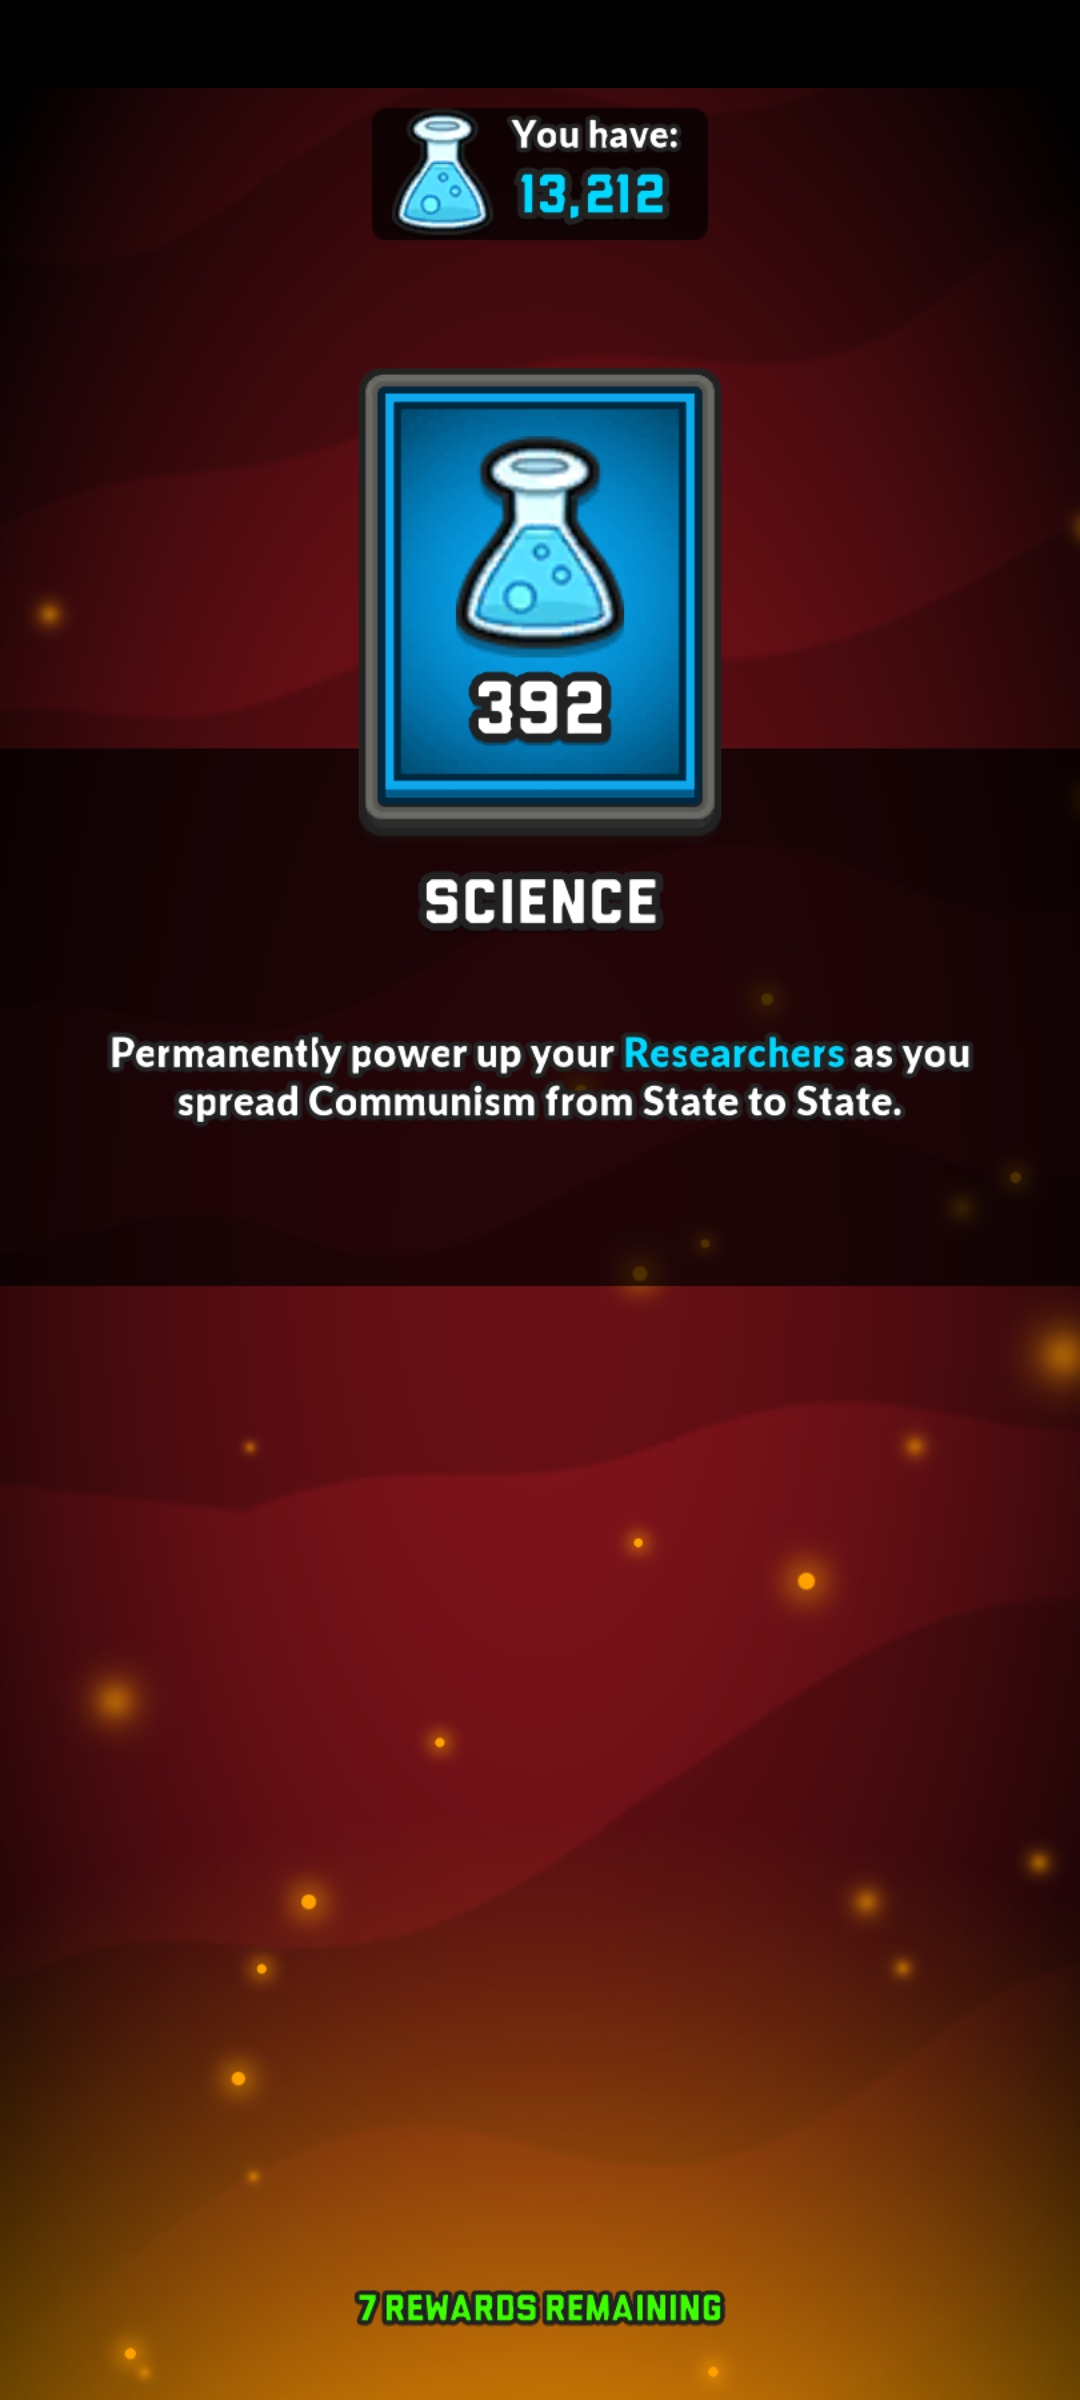 You have:
13,212
392
SCIENCE
Permanently power up your Researchers as you
spread Communism from State to State.
7 REWARDS REMAINING